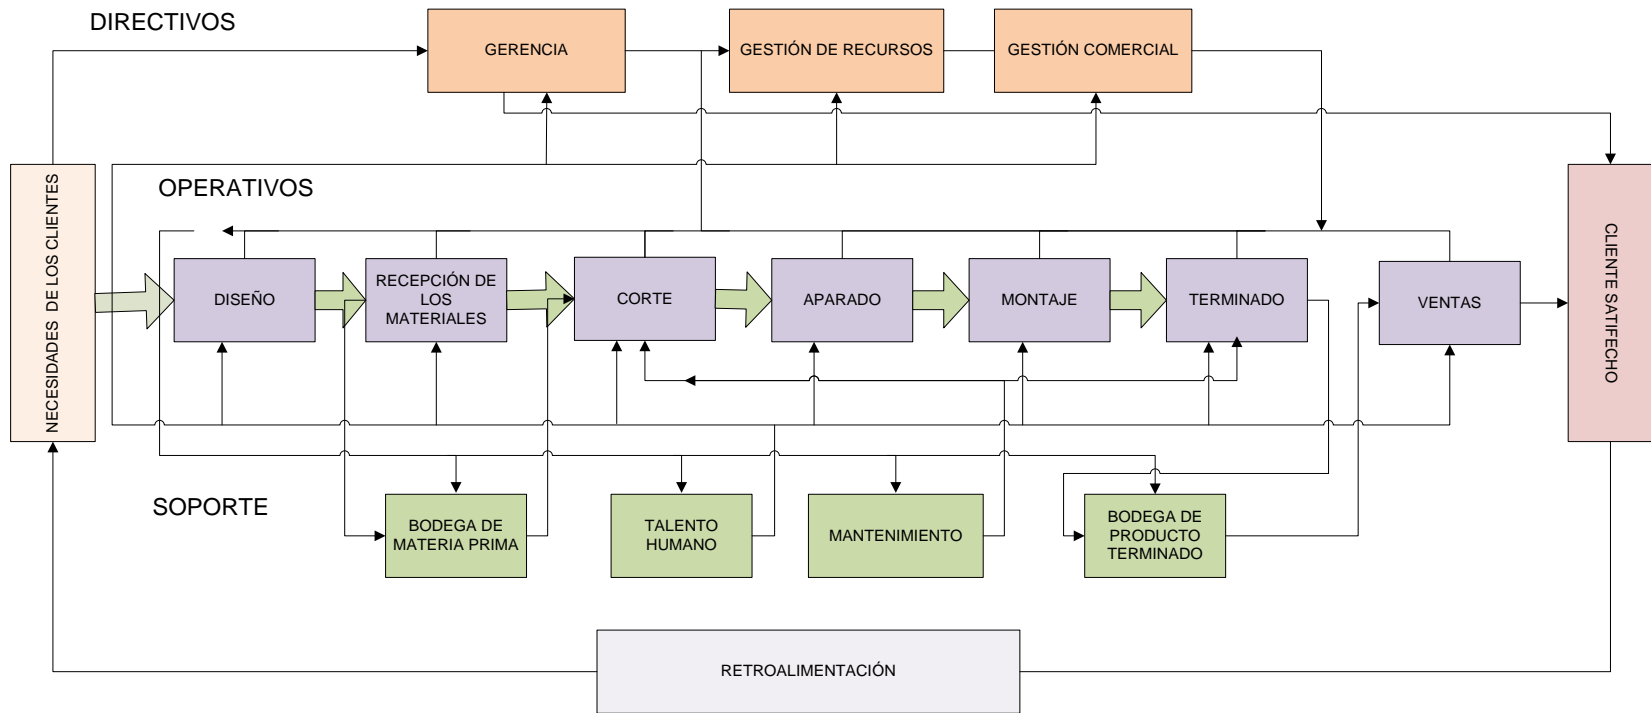 DIRECTIVOS
GERENCIA
GESTIÓN DE RECURSOS
GESTIÓN COMERCIAL
NECESIDADES DE LOS CLIENTES
OPERATIVOS
DISEÑO
RECEPCIÓN DE
LOS
MATERIALES
CORTE
APARADO
MONTAJE
TERMINADO
VENTAS
CLIENTE SATIFECHO
SOPORTE
BODEGA DE
MATERIA PRIMA
TALENTO
HUMANO
MANTENIMIENTO
BODEGA DE
PRODUCTO
TERMINADO
RETROALIMENTACIÓN